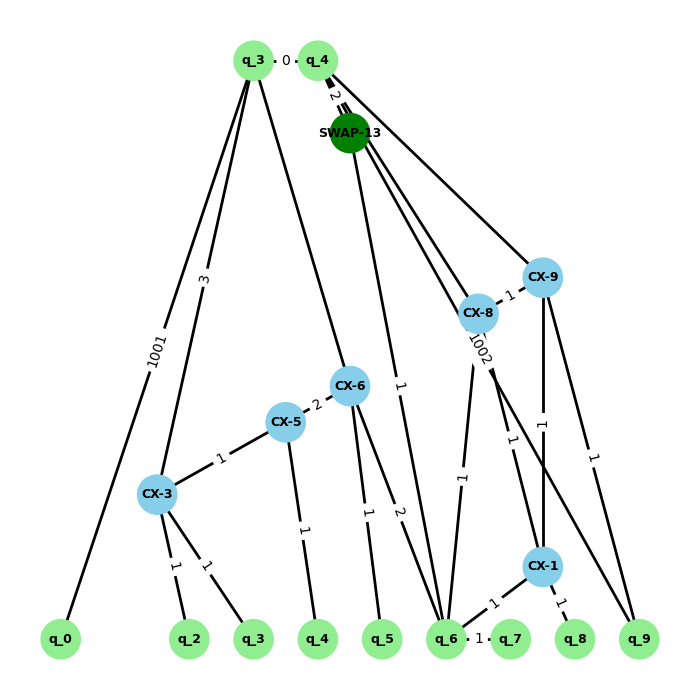 q_3 0 q_4
2
SWAP-13
3 CX-9
1
CX-8
1001 1002
CX-6 1
2
CX-5 1
1 1 1
1
CX-3
1 2
1
1 1 CX-1
1 1
q_0 q_2 q_3 q_4 q_5 q_6 1 q_7 q_8 q_9